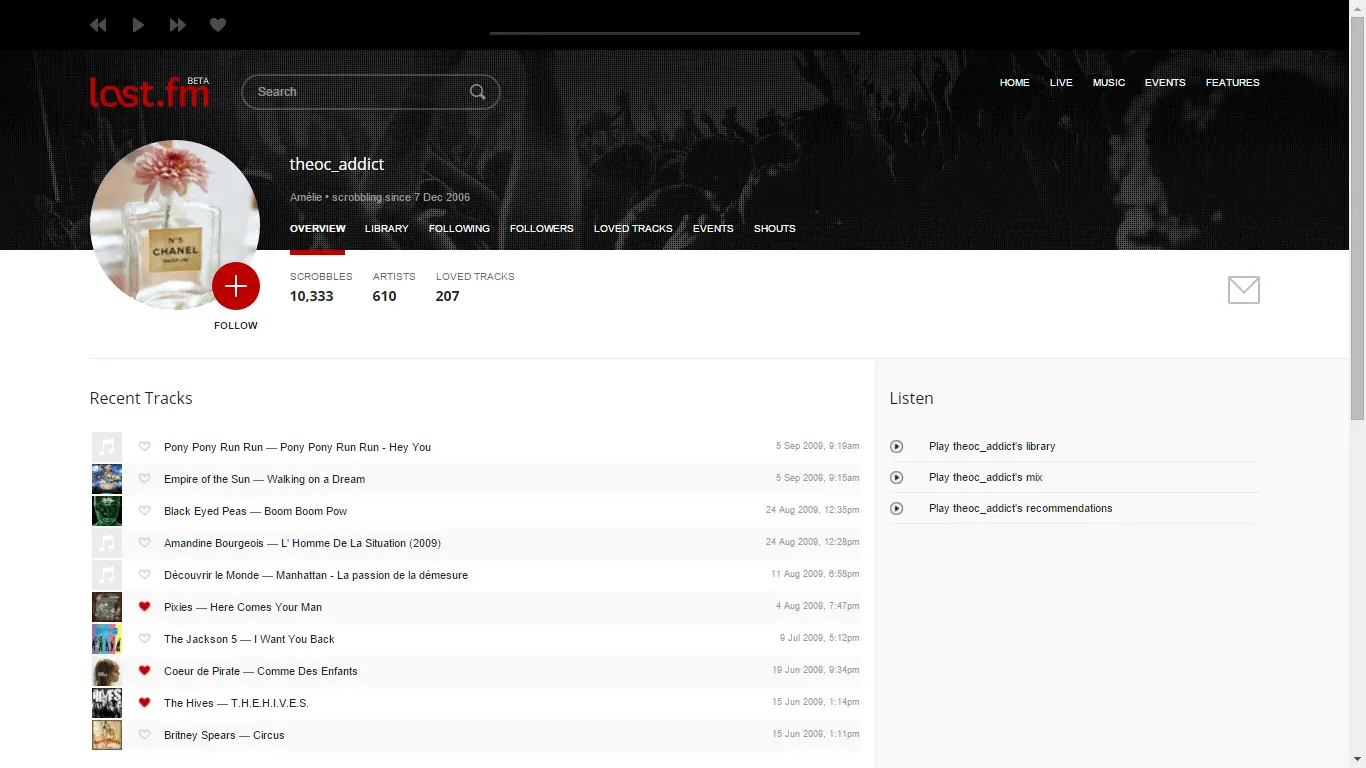 last.fm BETA
Search
HOME LIVE MUSIC EVENTS FEATURES
theoc_addict
Amélie • scrobbling since 7 Dec 2006
OVERVIEW LIBRARY FOLLOWING FOLLOWERS LOVED TRACKS EVENTS SHOUTS
N°5
CHANEL
PARFUM
FOLLOW
SCROBBLES ARTISTS LOVED TRACKS
10,333 610 207
Recent Tracks
Pony Pony Run Run — Pony Pony Run Run - Hey You 5 Sep 2009, 9:19am
Empire of the Sun — Walking on a Dream 5 Sep 2009, 9:15am
Black Eyed Peas — Boom Boom Pow 24 Aug 2009, 12:35pm
Amandine Bourgeois — L' Homme De La Situation (2009) 24 Aug 2009, 12:28pm
Découvrir le Monde — Manhattan - La passion de la démesure 11 Aug 2009, 6:58pm
Pixies — Here Comes Your Man 4 Aug 2009, 7:47pm
The Jackson 5 — I Want You Back 9 Jul 2009, 5:12pm
Coeur de Pirate — Comme Des Enfants 19 Jun 2009, 9:34pm
HIVES
The Hives — T.H.E.H.I.V.E.S. 15 Jun 2009, 1:14pm
Britney Spears — Circus 15 Jun 2009, 1:11pm
Listen
Play theoc_addict's library
Play theoc_addict's mix
Play theoc_addict's recommendations